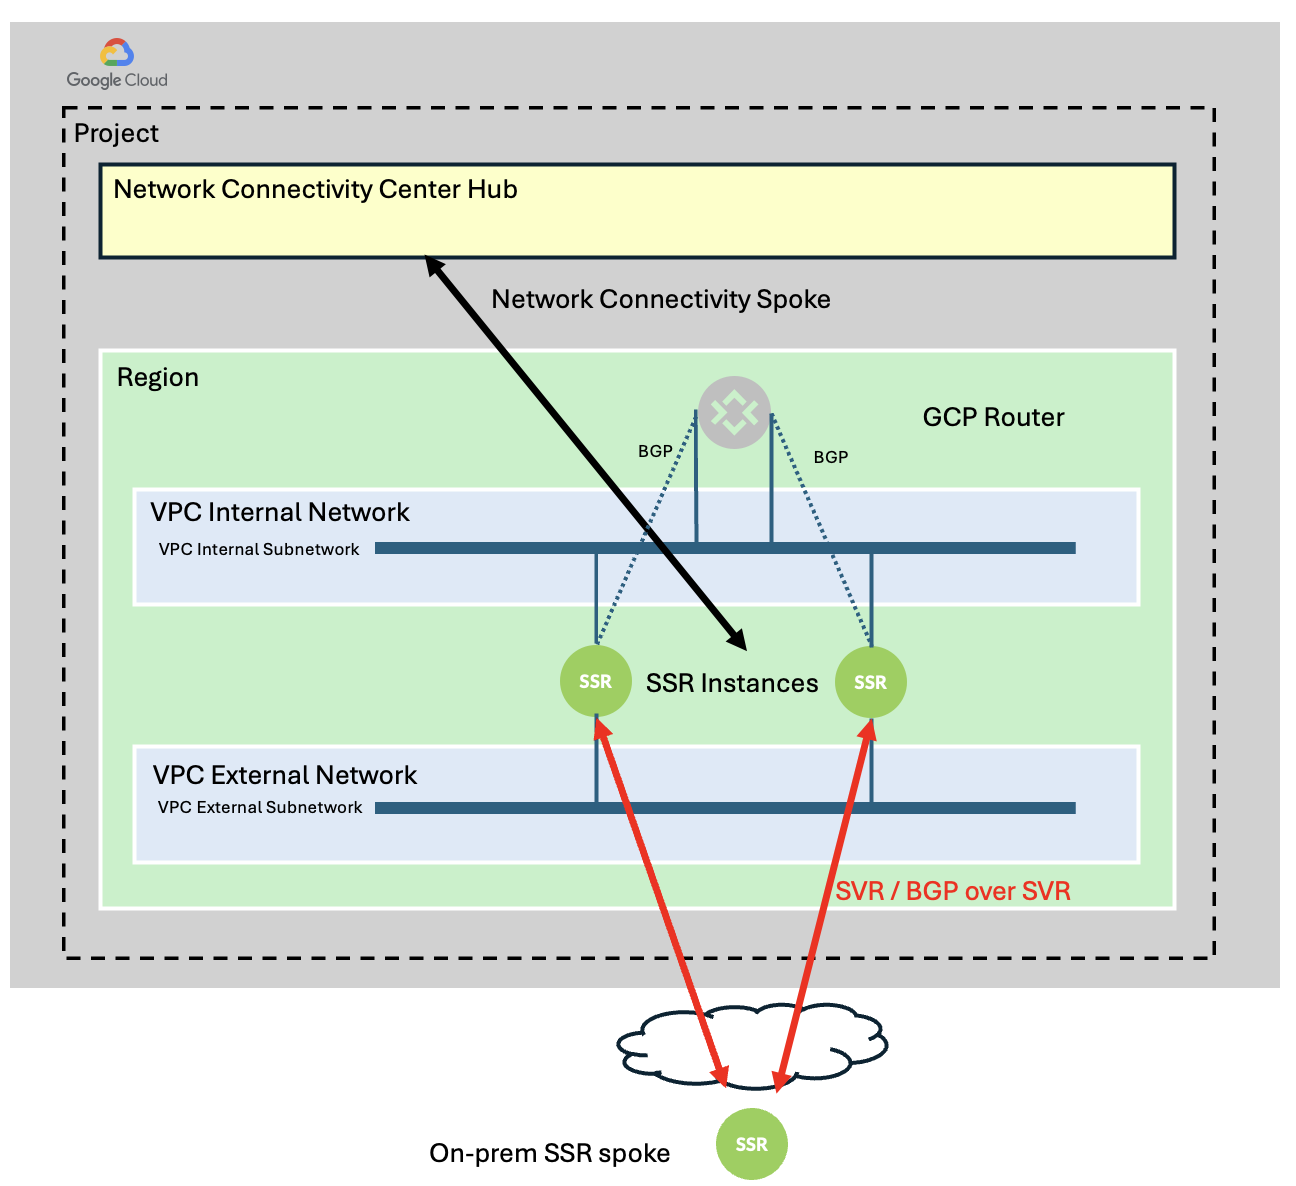 Google Cloud
Project
Network Connectivity Center Hub
Network Connectivity Spoke
Region
GCP Router
BGP
BGP
VPC Internal Network
VPC Internal Subnetwork
SSR
SSR Instances
SSR
VPC External Network
VPC External Subnetwork
SVR / BGP over SVR
SSR
On-prem SSR spoke